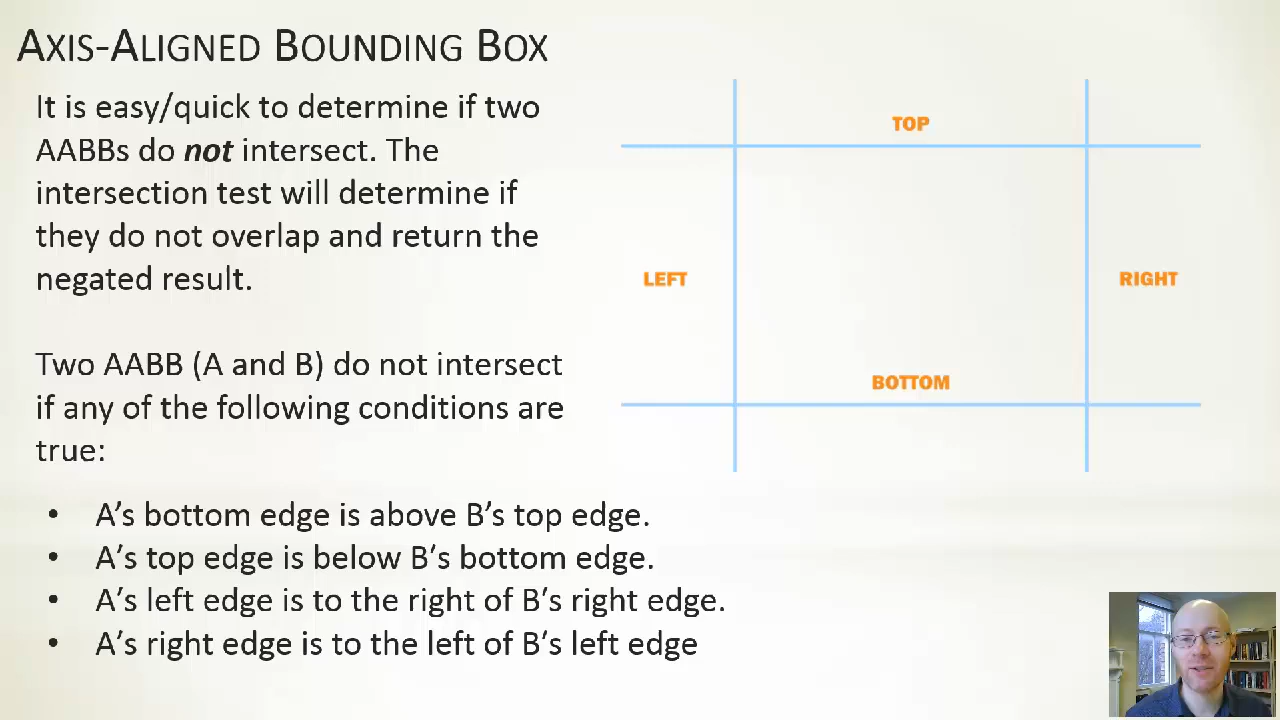 Axis-Aligned Bounding Box
It is easy/quick to determine if two
AABBs do not intersect. The
intersection test will determine if
they do not overlap and return the
negated result.
Two AABB (A and B) do not intersect
if any of the following conditions are
true:
• A’s bottom edge is above B’s top edge.
• A’s top edge is below B’s bottom edge.
• A’s left edge is to the right of B’s right edge.
• A’s right edge is to the left of B’s left edge
TOP
LEFT
RIGHT
BOTTOM